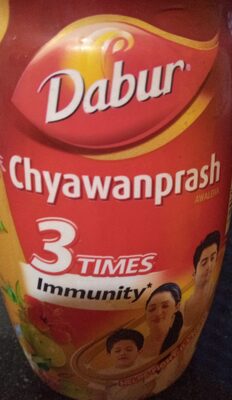 Dabur®
Chyawanprash
AWALEHA
3 TIMES
Immunity*